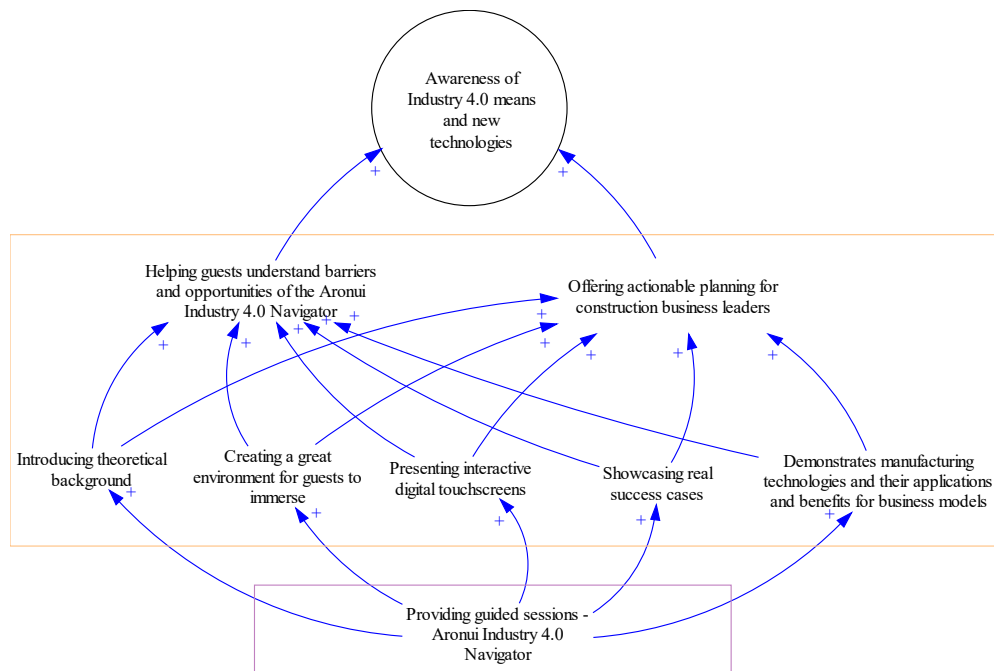 Awareness of
Industry 4.0 means
and new
technologies
+
+
Helping guests understand barriers
and opportunities of the Aronui
Industry 4.0 Navigator
Offering actionable planning for
construction business leaders
+
+
+
+
+
+
+
+
+
+
Introducing theoretical
background
Creating a great
environment for guests to
immerse
Presenting interactive
digital touchscreens
Showcasing real
success cases
Demonstrates manufacturing
technologies and their applications
and benefits for business models
+
+
+
+
+
Providing guided sessions -
Aronui Industry 4.0
Navigator